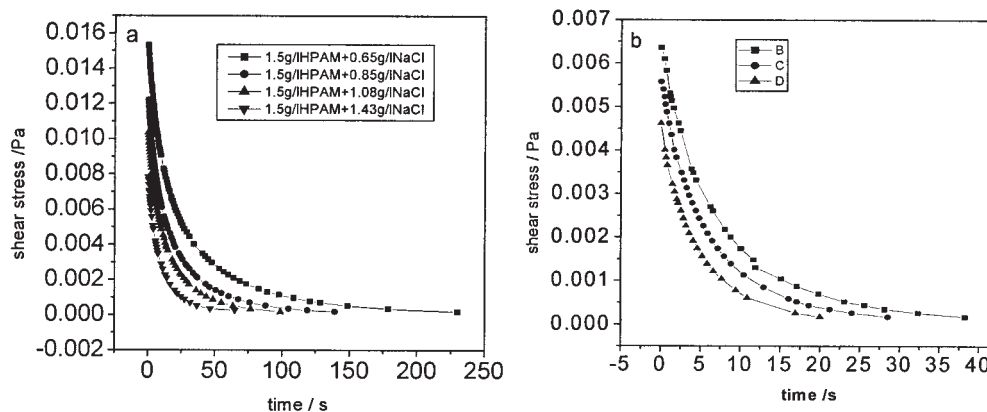 a
1.5g/lHPAM+0.65g/lNaCl
1.5g/lHPAM+0.85g/lNaCl
1.5g/lHPAM+1.08g/lNaCl
1.5g/lHPAM+1.43g/lNaCl
0.016
0.014
0.012
0.010
0.008
0.006
0.004
0.002
0.000
-0.002
shear stress /Pa
0 50 100 150 200 250
time / s
b
B
C
D
0.007
0.006
0.005
0.004
0.003
0.002
0.001
0.000
shear stress / Pa
-5 0 5 10 15 20 25 30 35 40
time /s